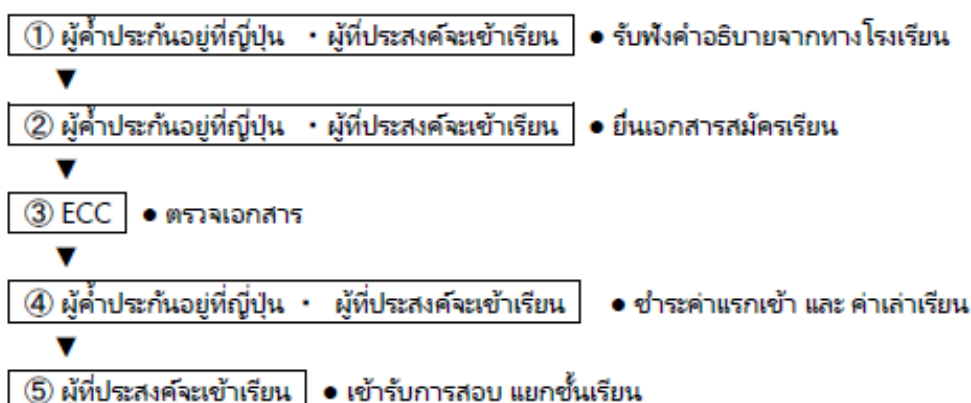 ① ผู้ค้ำประกันอยู่ที่ญี่ปุ่น ・ผู้ที่ประสงค์จะเข้าเรียน ● รับฟังคำอธิบายจากทางโรงเรียน
▼
② ผู้ค้ำประกันอยู่ที่ญี่ปุ่น ・ผู้ที่ประสงค์จะเข้าเรียน ● ยื่นเอกสารสมัครเรียน
▼
③ ECC ● ตรวจเอกสาร
▼
④ ผู้ค้ำประกันอยู่ที่ญี่ปุ่น ・ ผู้ที่ประสงค์จะเข้าเรียน ● ชำระค่าแรกเข้า และ ค่าเล่าเรียน
▼
⑤ ผู้ที่ประสงค์จะเข้าเรียน ● เข้ารับการสอบ แยกชั้นเรียน